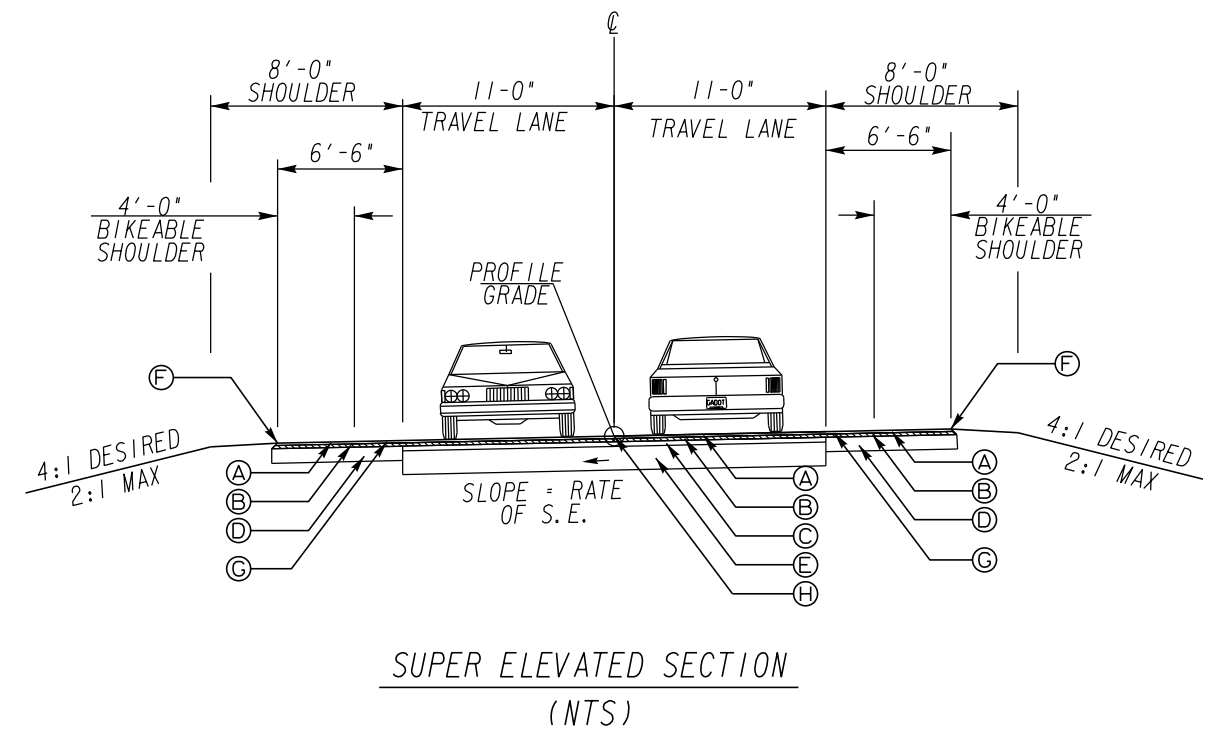 ℄
8'-0"
SHOULDER
11-0"
TRAVEL LANE
11-0"
TRAVEL LANE
8'-0"
SHOULDER
6'-6"
6'-6"
4'-0"
BIKEABLE
SHOULDER
4'-0"
BIKEABLE
SHOULDER
PROFILE
GRADE
F
F
GADOT
4:1 DESIRED
2:1 MAX
4:1 DESIRED
2:1 MAX
A
B
D
G
SLOPE = RATE
OF S.E.
A
B
C
E
H
A
B
D
G
SUPER ELEVATED SECTION
(NTS)